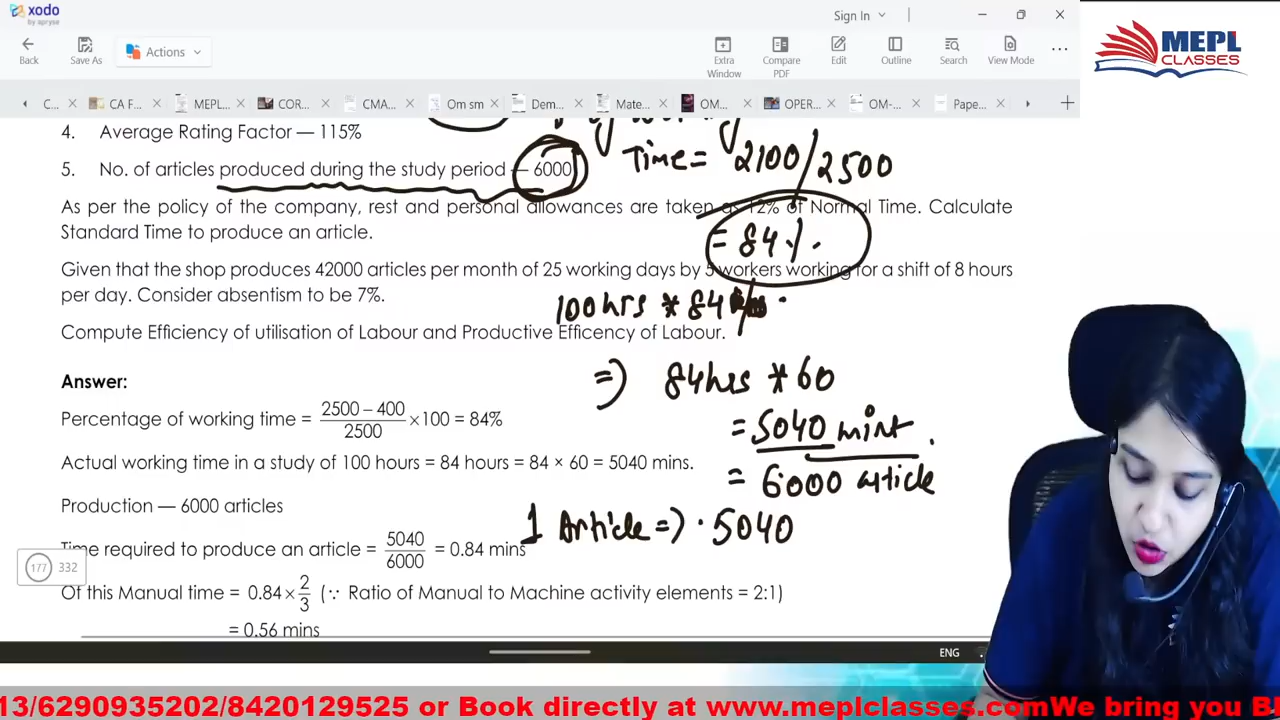 xodo
by apryse
Sign In
Back
Save As
Actions
Extra Window
Compare PDF
Edit
Outline
Search
View Mode
MEPL
CLASSES
C...
CA F...
MEPL...
COR...
CMA...
Om sm
Dem...
Mate...
OM...
OPER...
OM-...
Pape...
4. Average Rating Factor — 115%
5. No. of articles produced during the study period — 6000
Time = 2100/2500
As per the policy of the company, rest and personal allowances are taken as 12% of Normal Time. Calculate
Standard Time to produce an article.
= 84%.
Given that the shop produces 42000 articles per month of 25 working days by 5 workers working for a shift of 8 hours
per day. Consider absentism to be 7%.
100hrs * 84
Compute Efficiency of utilisation of Labour and Productive Efficency of Labour.
Answer:
=) 84hrs * 60
Percentage of working time = 2500 – 400 / 2500 ×100 = 84%
= 5040 mint.
Actual working time in a study of 100 hours = 84 hours = 84 × 60 = 5040 mins.
= 6000 article
Production — 6000 articles
1 Article =) .5040
Time required to produce an article = 5040 / 6000 = 0.84 mins
177 332
Of this Manual time = 0.84× 2/3 (∵ Ratio of Manual to Machine activity elements = 2:1)
= 0.56 mins
ENG
13/6290935202/8420129525 or Book directly at www.meplclasses.comWe bring you B